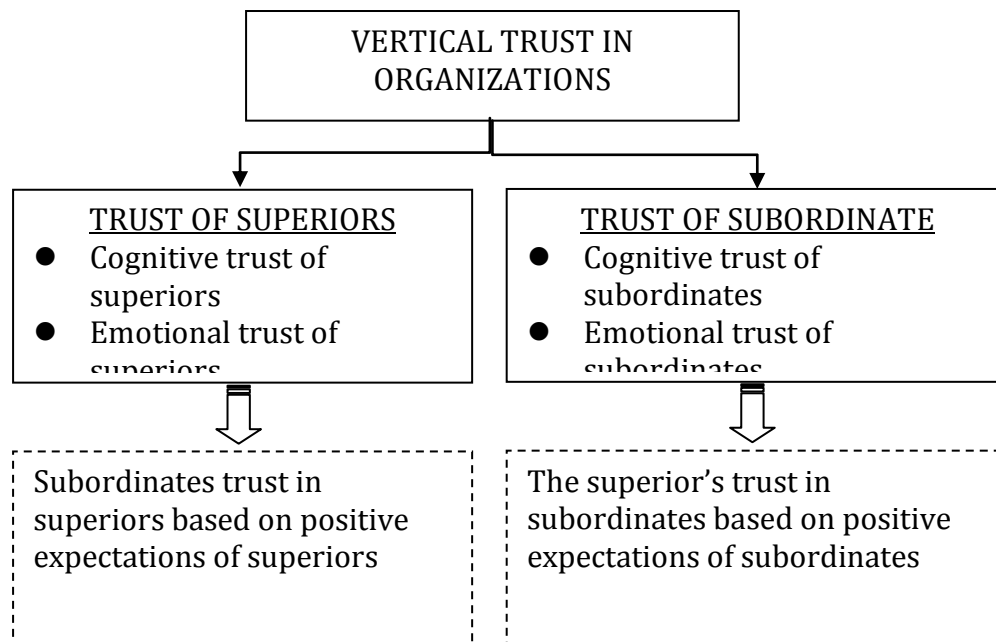 VERTICAL TRUST IN
ORGANIZATIONS
TRUST OF SUPERIORS
● Cognitive trust of
superiors
● Emotional trust of
superiors
TRUST OF SUBORDINATE
● Cognitive trust of
subordinates
● Emotional trust of
subordinates
Subordinates trust in
superiors based on positive
expectations of superiors
The superior’s trust in
subordinates based on positive
expectations of subordinates